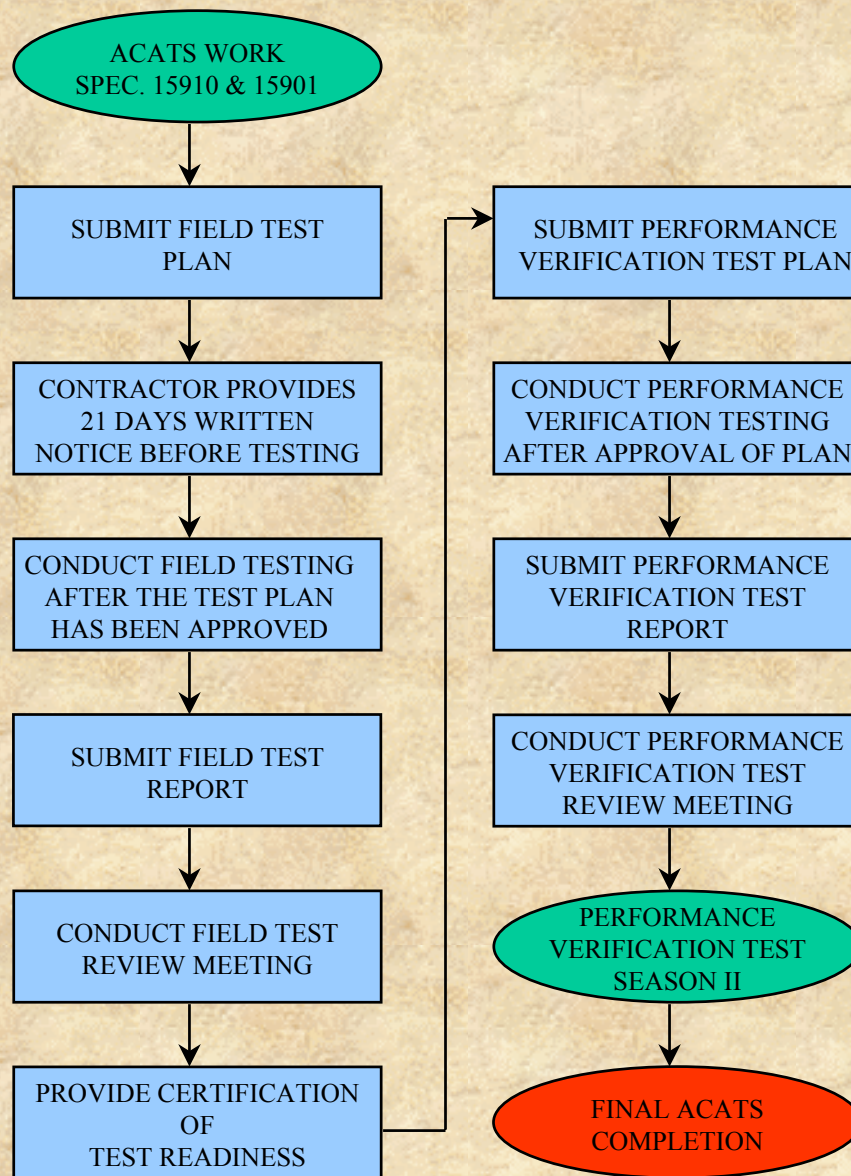 ACATS WORK
SPEC. 15910 & 15901
SUBMIT FIELD TEST
PLAN
CONTRACTOR PROVIDES
21 DAYS WRITTEN
NOTICE BEFORE TESTING
CONDUCT FIELD TESTING
AFTER THE TEST PLAN
HAS BEEN APPROVED
SUBMIT FIELD TEST
REPORT
CONDUCT FIELD TEST
REVIEW MEETING
PROVIDE CERTIFICATION
OF
TEST READINESS
SUBMIT PERFORMANCE
VERIFICATION TEST PLAN
CONDUCT PERFORMANCE
VERIFICATION TESTING
AFTER APPROVAL OF PLAN
SUBMIT PERFORMANCE
VERIFICATION TEST
REPORT
CONDUCT PERFORMANCE
VERIFICATION TEST
REVIEW MEETING
PERFORMANCE
VERIFICATION TEST
SEASON II
FINAL ACATS
COMPLETION